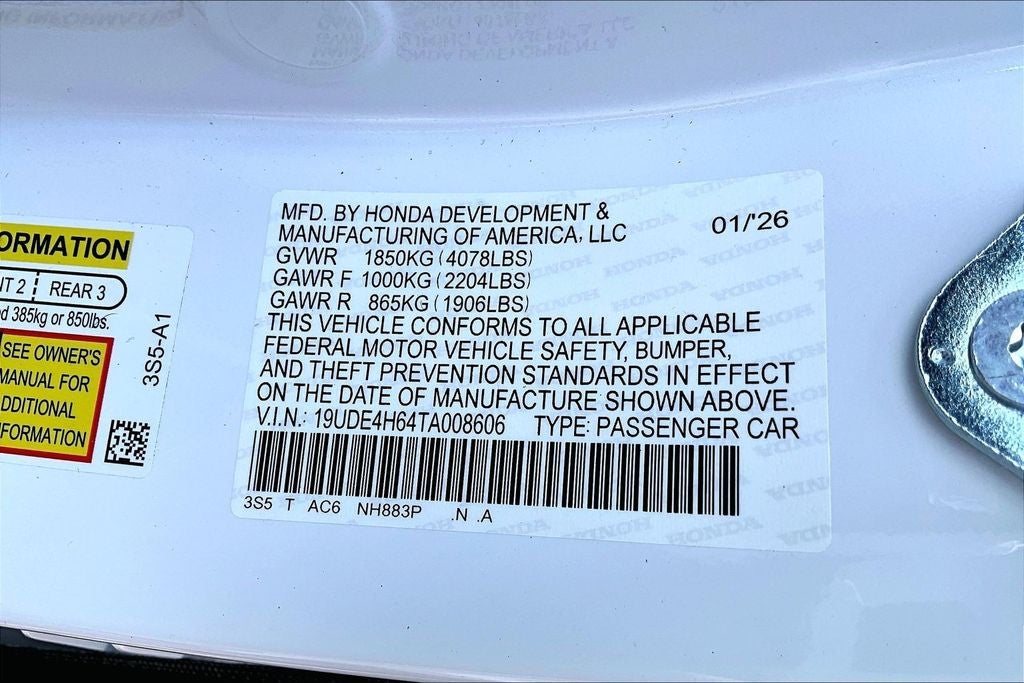 ORMATION
NT 2 REAR 3
d 385kg or 850lbs.
SEE OWNER'S
MANUAL FOR
DDITIONAL
FORMATION
3S5-A1
MFD. BY HONDA DEVELOPMENT &
MANUFACTURING OF AMERICA, LLC 01/'26
GVWR 1850KG (4078LBS)
GAWR F 1000KG (2204LBS)
GAWR R 865KG (1906LBS)
THIS VEHICLE CONFORMS TO ALL APPLICABLE
FEDERAL MOTOR VEHICLE SAFETY, BUMPER,
AND THEFT PREVENTION STANDARDS IN EFFECT
ON THE DATE OF MANUFACTURE SHOWN ABOVE.
V.I.N.: 19UDE4H64TA008606 TYPE: PASSENGER CAR
3S5 T AC6 NH883P .N .A